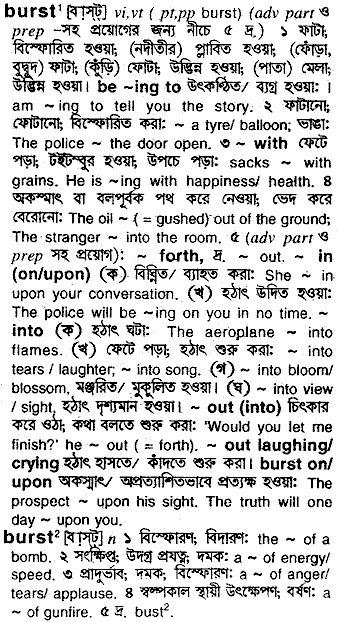 burst¹ [বাস্‌ট্] vi,vt ( pt,pp burst) (adv part ও
prep -সহ প্রয়োগের জন্য নীচে ৫ দ্র.) ১ ফাটা;
বিস্ফোরিত হওয়া; (নদীতীর) প্লাবিত হওয়া; (ফোঁড়া,
বুদ্বুদ) ফাটা; (কুঁড়ি) ফোটা; উদ্ভিন্ন হওয়া; (পাতা) মেলা;
উদ্ভিন্ন হওয়া। be ~ing to উৎকণ্ঠিত/ ব্যগ্র হওয়া: I
am ~ing to tell you the story. ২ ফাটানো;
ফোটানো; বিস্ফোরিত করা: ~ a tyre/ balloon; ভাঙা:
The police ~ the door open. ৩ ~ with ফেটে
পড়া; টইটম্বুর হওয়া; উপচে পড়া: sacks ~ with
grains. He is ~ing with happiness/ health. ৪
অকস্মাৎ বা বলপূর্বক পথ করে নেওয়া; ভেদ করে
বেরোনো: The oil ~ ( = gushed) out of the ground;
The stranger ~ into the room. ৫ (adv part ও
prep সহ প্রয়োগ): ~ forth, দ্র. ~ out. ~ in
(on/upon) (ক) বিঘ্নিত/ ব্যাহত করা: She ~ in
upon your conversation. (খ) হঠাৎ উদিত হওয়া:
The police will be ~ing on you in no time. ~
into (ক) হঠাৎ ঘটা: The aeroplane ~ into
flames. (খ) ফেটে পড়া; হঠাৎ শুরু করা: ~ into
tears / laughter; ~ into song. (গ) ~ into bloom/
blossom, মঞ্জরিত/ মুকুলিত হওয়া। (ঘ) ~ into view
/ sight, হঠাৎ দৃশ্যমান হওয়া। ~ out (into) চিৎকার
করে ওঠা; কথা বলতে শুরু করা: 'Would you let me
finish?' he ~ out ( = forth). ~ out laughing/
crying হঠাৎ হাসতে/ কাঁদতে শুরু করা। burst on/
upon অকস্মাৎ/ অপ্রত্যাশিতভাবে প্রত্যক্ষ হওয়া: The
prospect ~ upon his sight. The truth will one
day ~ upon you.
burst² [বাস্‌ট্] n ১ বিস্ফোরণ; বিদারণ: the ~ of a
bomb. ২ সংক্ষিপ্ত; উদগ্র প্রযত্ন; দমক: a ~ of energy/
speed. ৩ প্রাদুর্ভাব; দমক; বিস্ফোরণ: a ~ of anger/
tears/ applause. ৪ স্বল্পকাল স্থায়ী উৎক্ষেপণ; বর্ষণ: a
~ of gunfire. ৫ দ্র. bust².